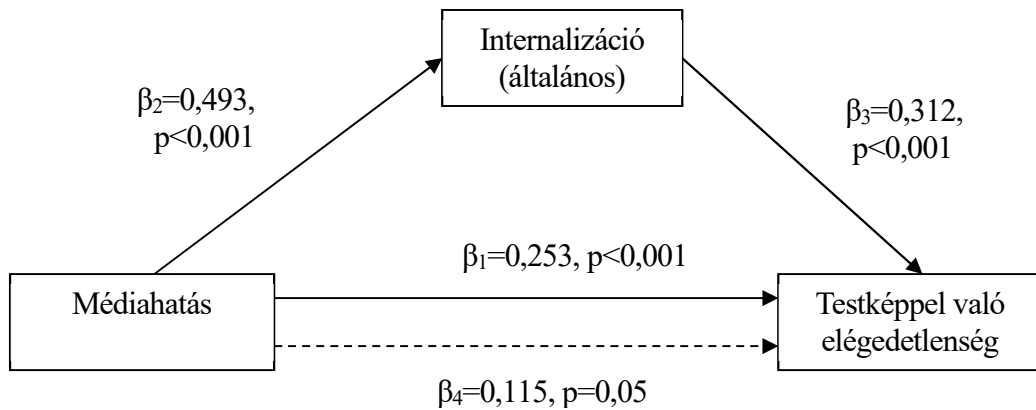 Internalizáció
(általános)
β₂=0,493,
p<0,001
β₃=0,312,
p<0,001
β₁=0,253, p<0,001
Médiahatás
Testképpel való
elégedetlenség
β₄=0,115, p=0,05